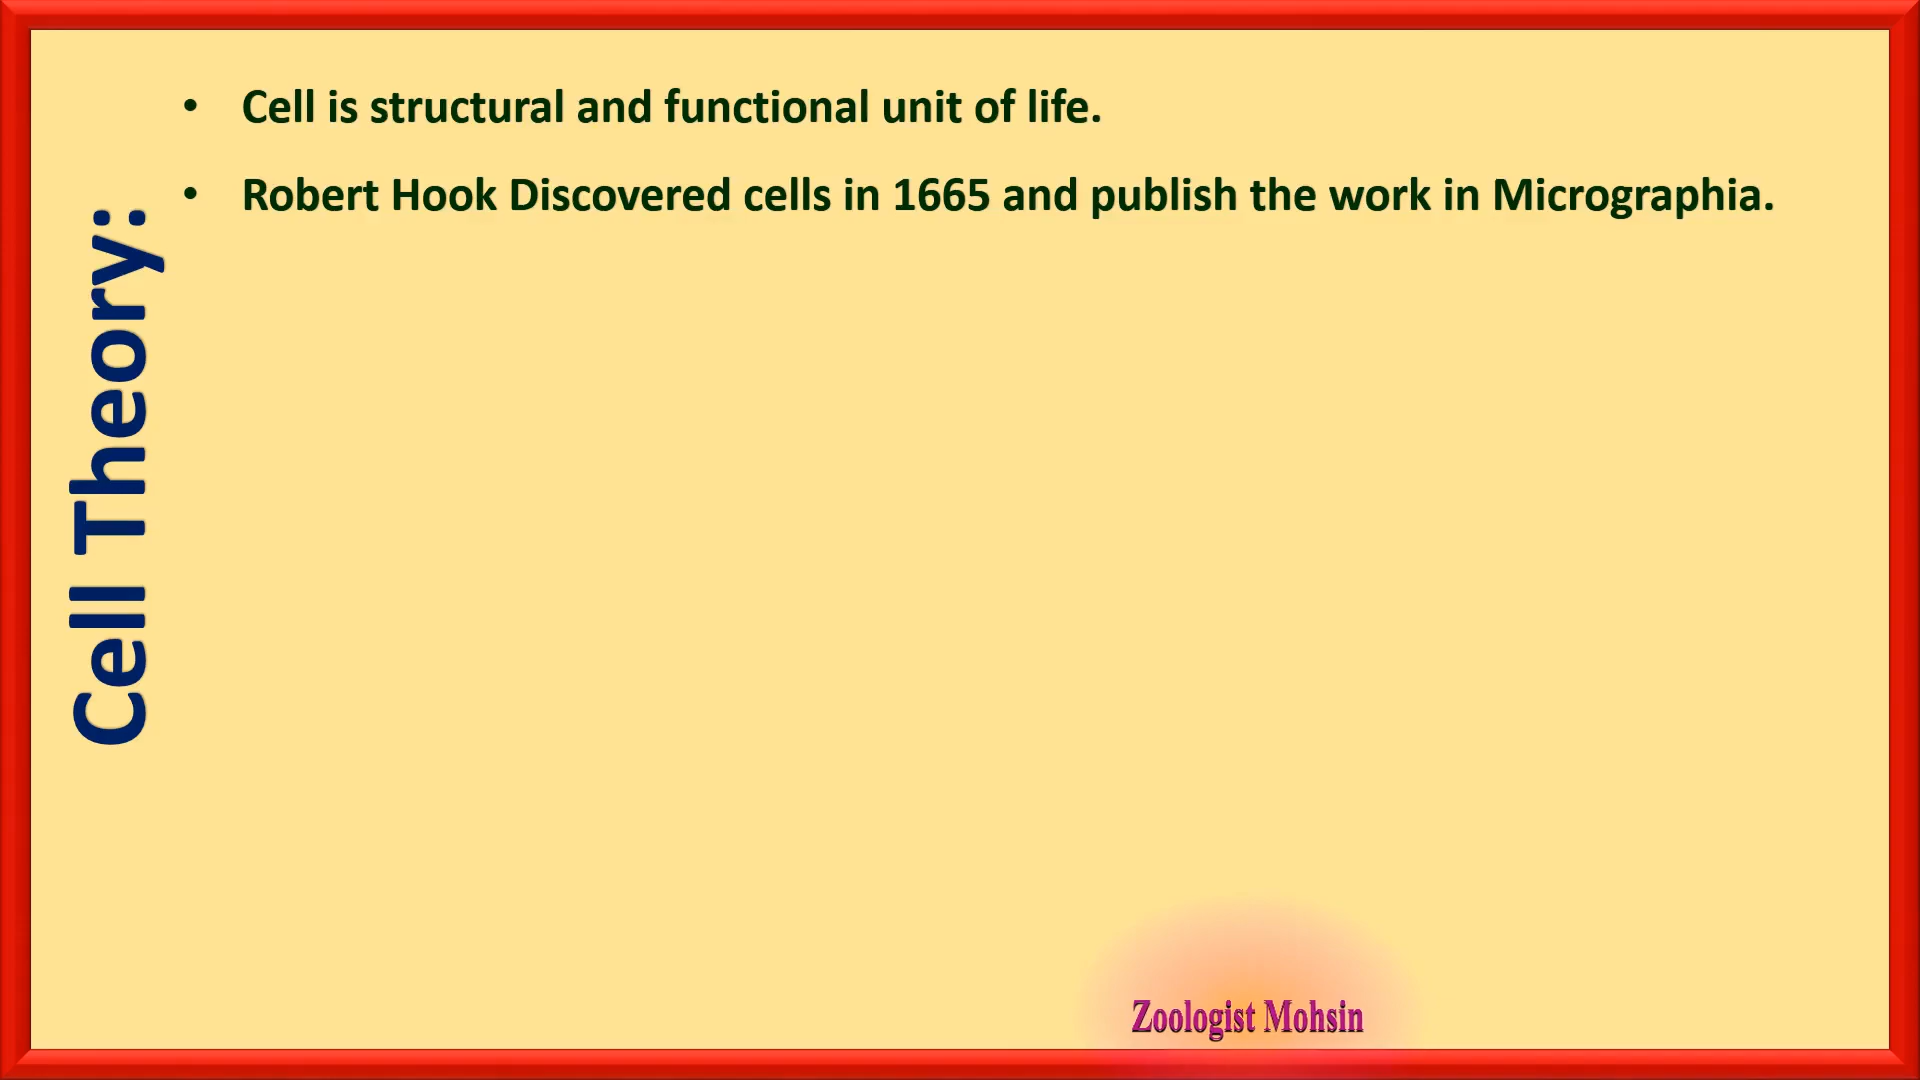 Cell Theory:
• Cell is structural and functional unit of life.
• Robert Hook Discovered cells in 1665 and publish the work in Micrographia.
Zoologist Mohsin